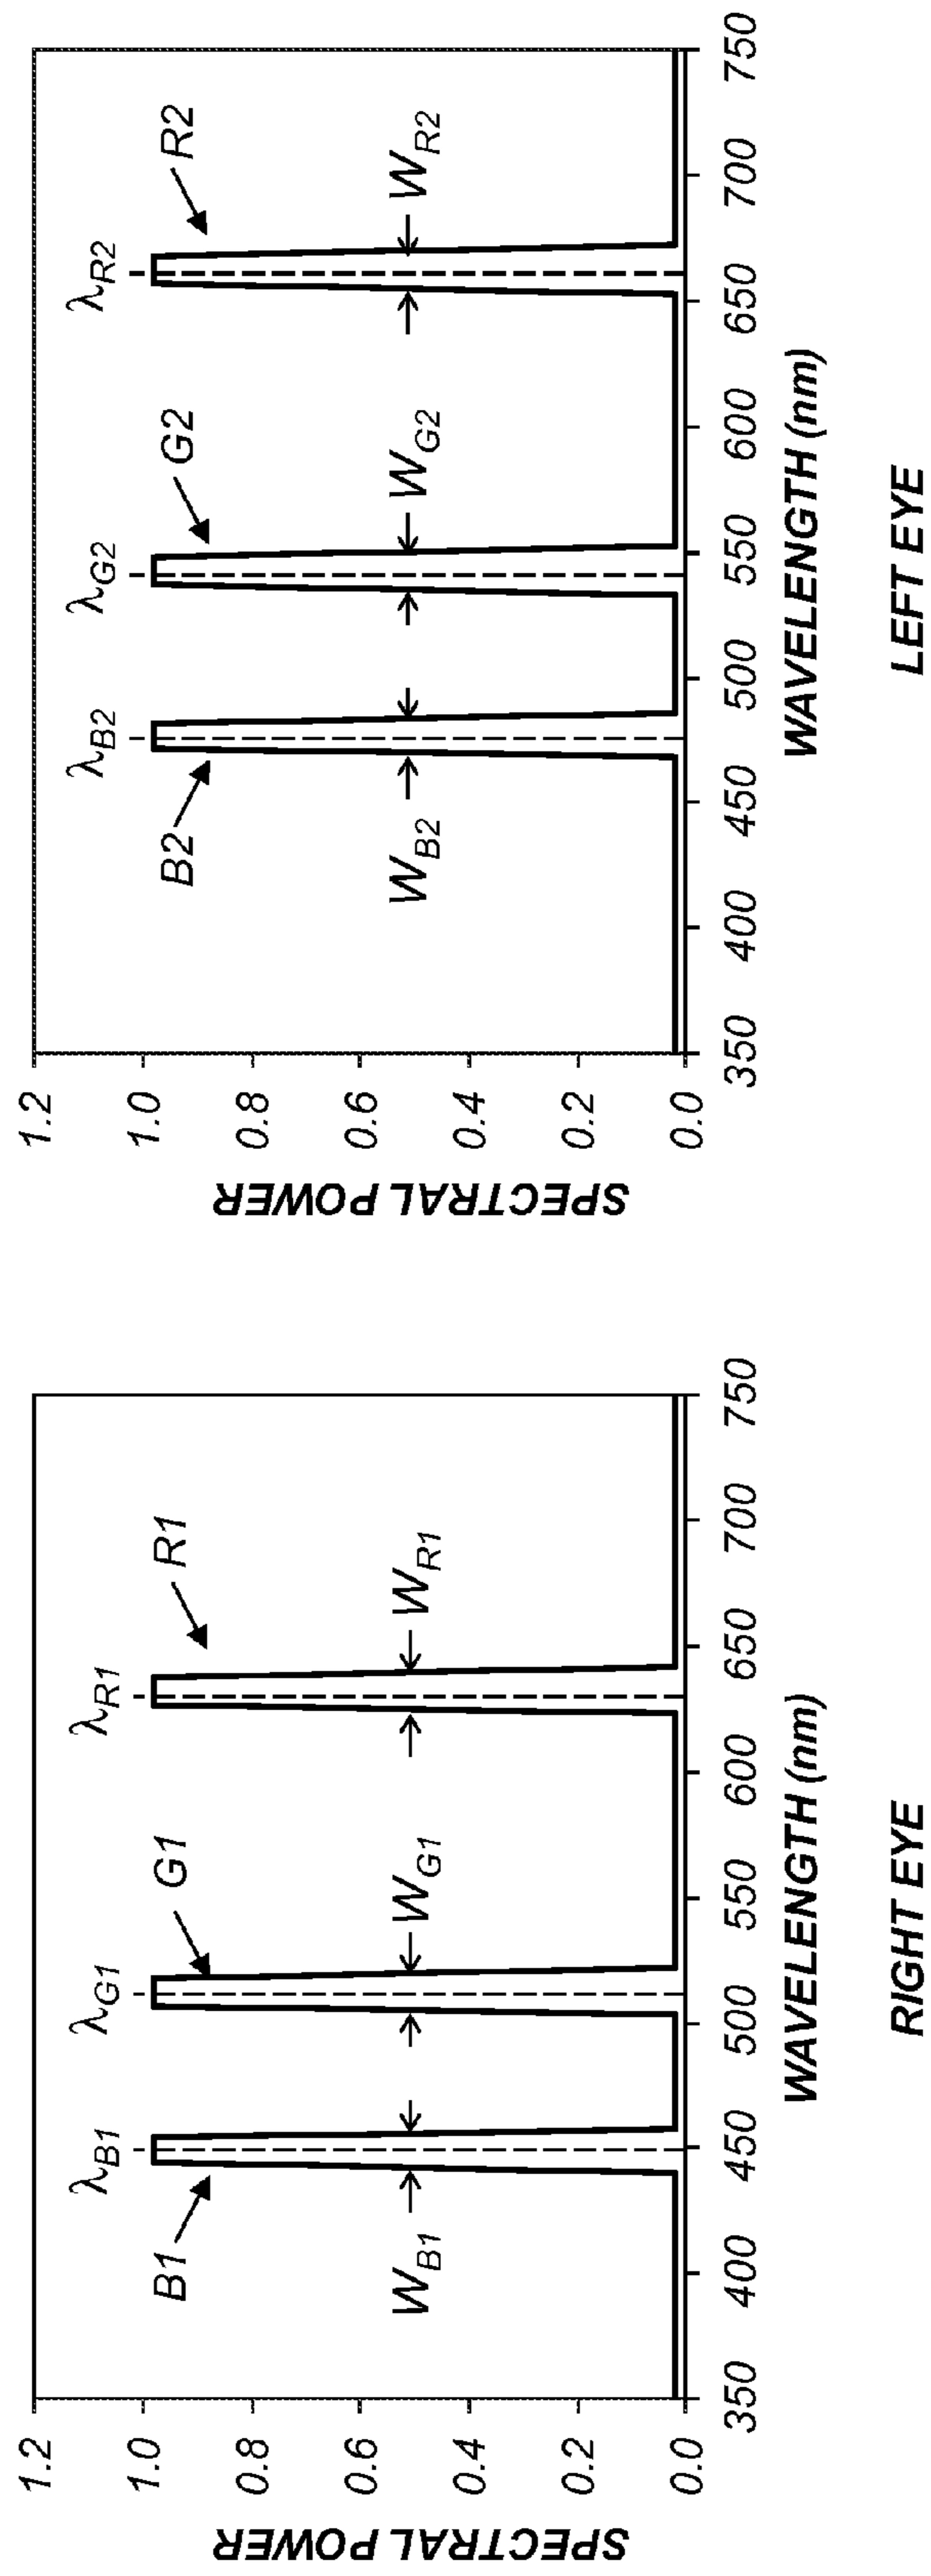 λB1
λG1
λR1
B1
G1
R1
WB1
WG1
WR1
1.2
1.0
0.8
0.6
0.4
0.2
0.0
SPECTRAL POWER
350 400 450 500 550 600 650 700 750
WAVELENGTH (nm)
RIGHT EYE
λB2
λG2
λR2
B2
G2
R2
WB2
WG2
WR2
1.2
1.0
0.8
0.6
0.4
0.2
0.0
SPECTRAL POWER
350 400 450 500 550 600 650 700 750
WAVELENGTH (nm)
LEFT EYE